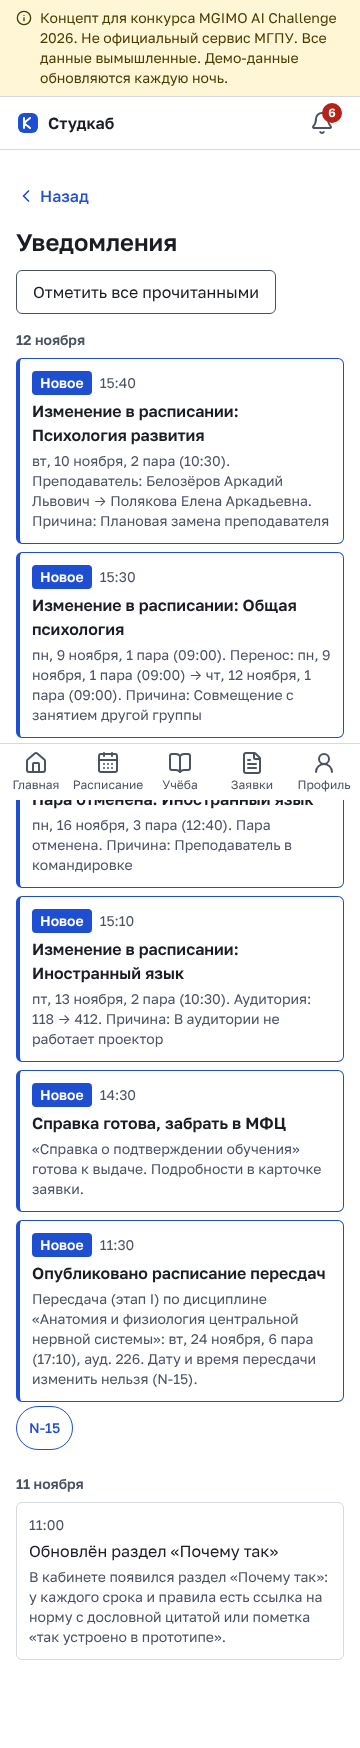 Концепт для конкурса MGIMO AI Challenge
2026. Не официальный сервис МГПУ. Все
данные вымышленные. Демо-данные
обновляются каждую ночь.
Студкаб
6
Назад
Уведомления
Отметить все прочитанными
12 ноября
Новое 15:40
Изменение в расписании:
Психология развития
вт, 10 ноября, 2 пара (10:30).
Преподаватель: Белозёров Аркадий
Львович → Полякова Елена Аркадьевна.
Причина: Плановая замена преподавателя
Новое 15:30
Изменение в расписании: Общая
психология
пн, 9 ноября, 1 пара (09:00). Перенос: пн, 9
ноября, 1 пара (09:00) → чт, 12 ноября, 1
пара (09:00). Причина: Совмещение с
занятием другой группы
Главная Расписание Учёба Заявки Профиль
Пара отменена: Иностранный язык
пн, 16 ноября, 3 пара (12:40). Пара
отменена. Причина: Преподаватель в
командировке
Новое 15:10
Изменение в расписании:
Иностранный язык
пт, 13 ноября, 2 пара (10:30). Аудитория:
118 → 412. Причина: В аудитории не
работает проектор
Новое 14:30
Справка готова, забрать в МФЦ
«Справка о подтверждении обучения»
готова к выдаче. Подробности в карточке
заявки.
Новое 11:30
Опубликовано расписание пересдач
Пересдача (этап I) по дисциплине
«Анатомия и физиология центральной
нервной системы»: вт, 24 ноября, 6 пара
(17:10), ауд. 226. Дату и время пересдачи
изменить нельзя (N-15).
N-15
11 ноября
11:00
Обновлён раздел «Почему так»
В кабинете появился раздел «Почему так»:
у каждого срока и правила есть ссылка на
норму с дословной цитатой или пометка
«так устроено в прототипе».